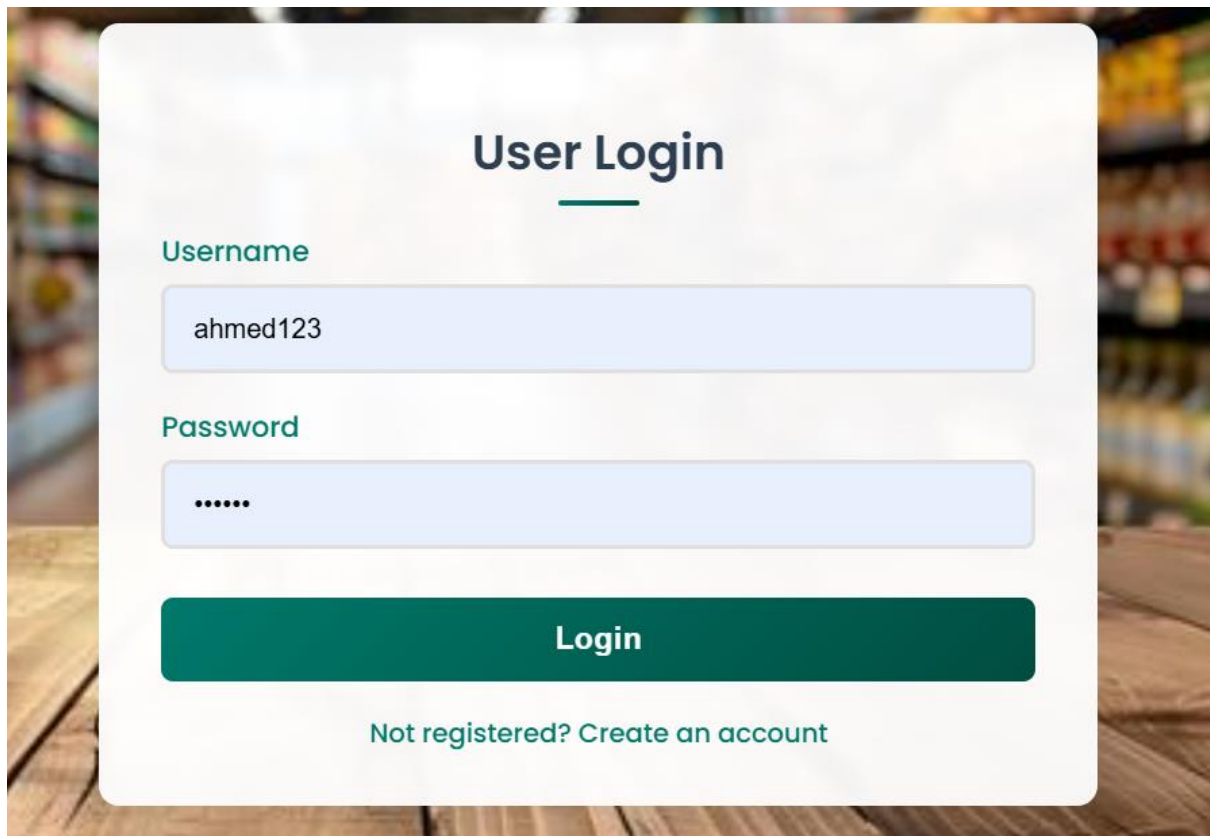 User Login
Username
ahmed123
Password
••••••
Login
Not registered? Create an account